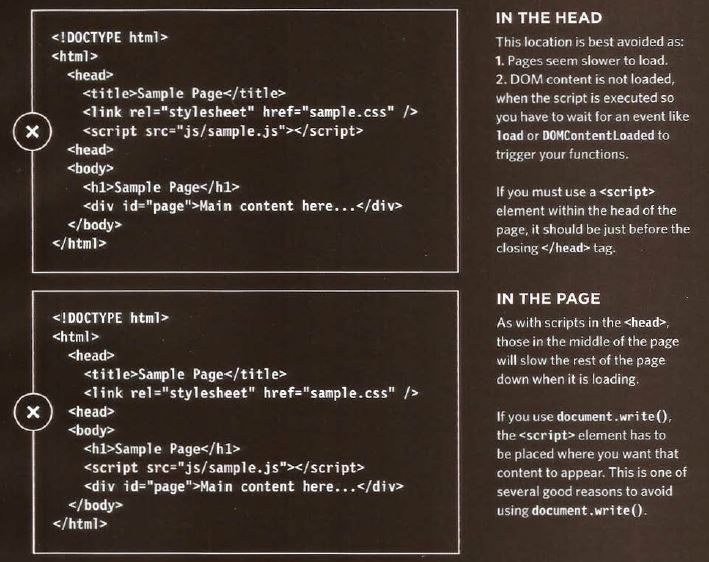 <!DOCTYPE html>
<html>
<head>
<title>Sample Page</title>
<link rel="stylesheet" href="sample.css" />
<script src="js/sample.js"></script>
<head>
<body>
<h1>Sample Page</h1>
<div id="page">Main content here...</div>
</body>
</html>
IN THE HEAD
This location is best avoided as:
1. Pages seem slower to load.
2. DOM content is not loaded,
when the script is executed so
you have to wait for an event like
load or DOMContentLoaded to
trigger your functions.
If you must use a <script>
element within the head of the
page, it should be just before the
closing </head> tag.
<!DOCTYPE html>
<html>
<head>
<title>Sample Page</title>
<link rel="stylesheet" href="sample.css" />
<head>
<body>
<h1>Sample Page</h1>
<script src="js/sample.js"></script>
<div id="page">Main content here...</div>
</body>
</html>
IN THE PAGE
As with scripts in the <head>,
those in the middle of the page
will slow the rest of the page
down when it is loading.
If you use document.write(),
the <script> element has to
be placed where you want that
content to appear. This is one of
several good reasons to avoid
using document.write().